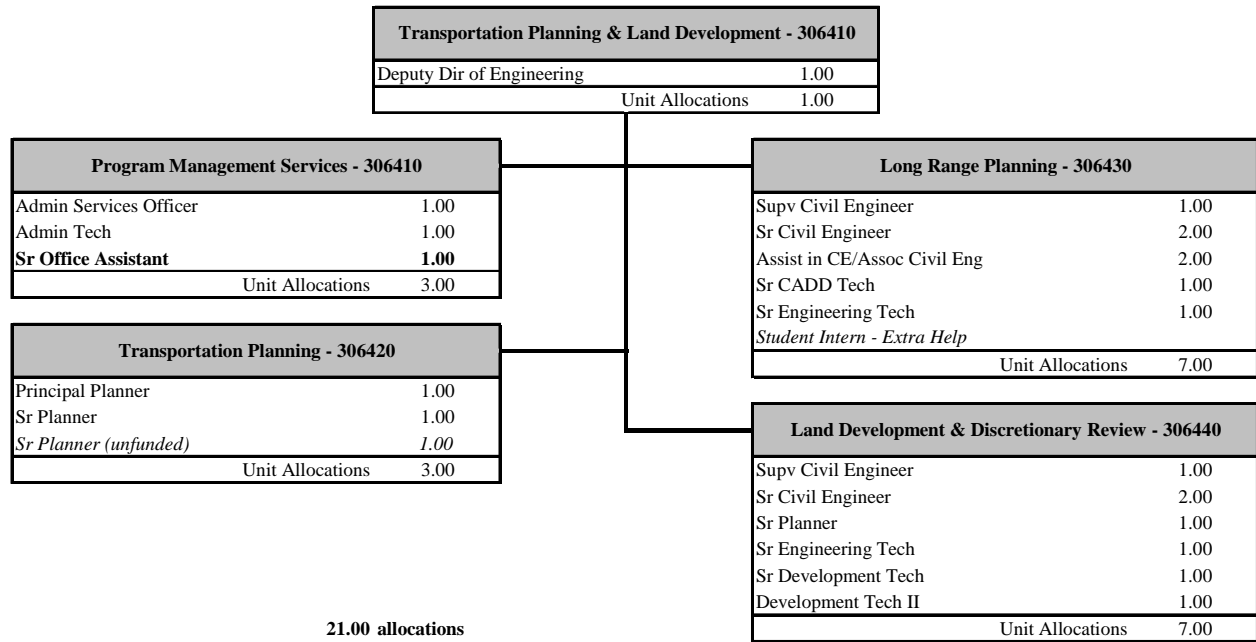 Transportation Planning & Land Development - 306410
Deputy Dir of Engineering 1.00
Unit Allocations 1.00
Program Management Services - 306410
Admin Services Officer 1.00
Admin Tech 1.00
Sr Office Assistant 1.00
Unit Allocations 3.00
Transportation Planning - 306420
Principal Planner 1.00
Sr Planner 1.00
Sr Planner (unfunded) 1.00
Unit Allocations 3.00
Long Range Planning - 306430
Supv Civil Engineer 1.00
Sr Civil Engineer 2.00
Assist in CE/Assoc Civil Eng 2.00
Sr CADD Tech 1.00
Sr Engineering Tech 1.00
Student Intern - Extra Help
Unit Allocations 7.00
Land Development & Discretionary Review - 306440
Supv Civil Engineer 1.00
Sr Civil Engineer 2.00
Sr Planner 1.00
Sr Engineering Tech 1.00
Sr Development Tech 1.00
Development Tech II 1.00
Unit Allocations 7.00
21.00 allocations